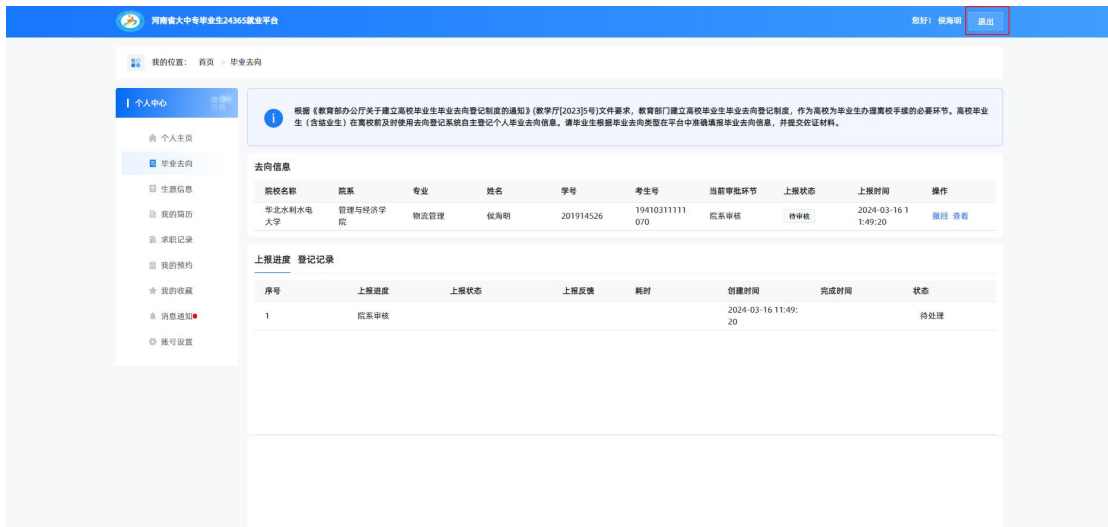 河南省大中专毕业生24365就业平台
您好! 侯海明 退出
我的位置: 首页 > 毕业去向
个人中心
个人主页
毕业去向
生源信息
我的简历
求职记录
我的预约
我的收藏
消息通知
账号设置
根据《教育部办公厅关于建立高校毕业生毕业去向登记制度的通知》(教学厅[2023]5号)文件要求, 教育部门建立高校毕业生毕业去向登记制度, 作为高校为毕业生办理离校手续的必要环节。高校毕业
生 (含结业生) 在离校前及时使用去向登记系统自主登记个人毕业去向信息。请毕业生根据毕业去向类型在平台中准确填报毕业去向信息, 并提交佐证材料。
去向信息
院校名称 院系 专业 姓名 学号 考生号 当前审批环节 上报状态 上报时间 操作
华北水利水电 管理与经济学 物流管理 侯海明 201914526 19410311111 院系审核 待审核 2024-03-16 1 撤回 查看
大学 院 070 1:49:20
上报进度 登记记录
序号 上报进度 上报状态 上报反馈 耗时 创建时间 完成时间 状态
1 院系审核 2024-03-16 11:49: 待处理
20